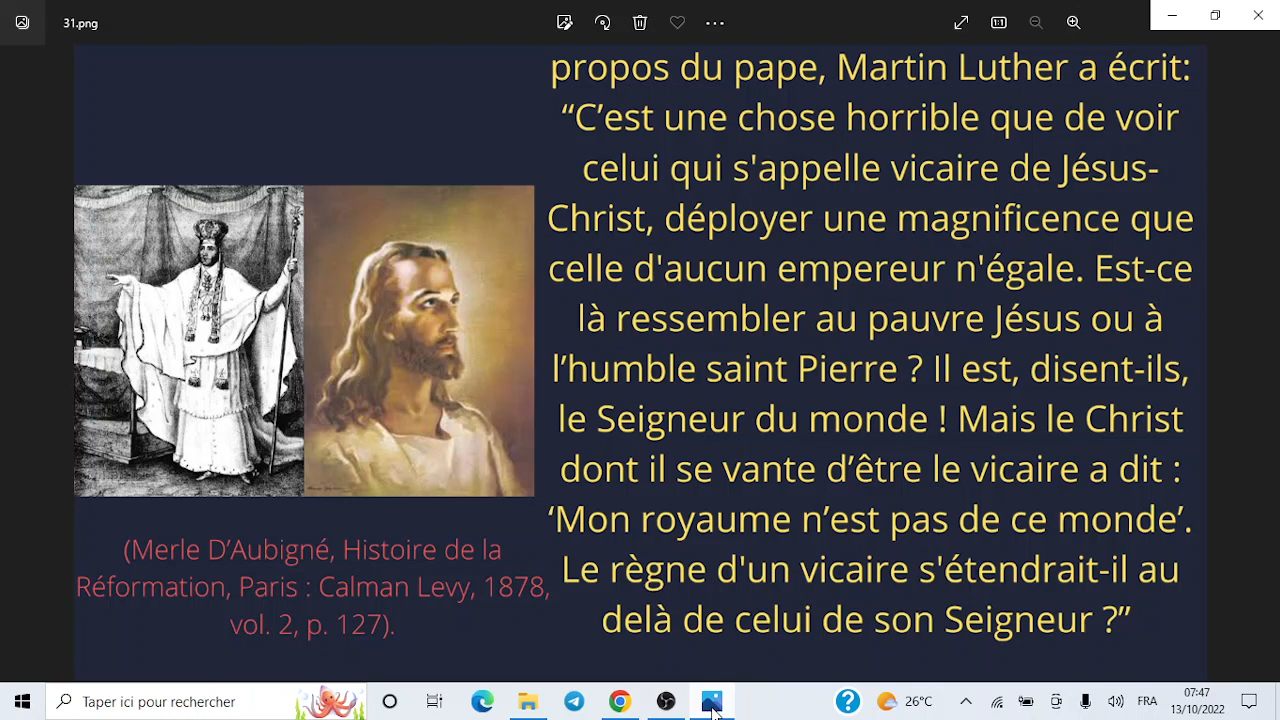 31.png
propos du pape, Martin Luther a écrit:
“C’est une chose horrible que de voir
celui qui s'appelle vicaire de Jésus-
Christ, déployer une magnificence que
celle d'aucun empereur n'égale. Est-ce
là ressembler au pauvre Jésus ou à
l’humble saint Pierre ? Il est, disent-ils,
le Seigneur du monde ! Mais le Christ
dont il se vante d’être le vicaire a dit :
‘Mon royaume n’est pas de ce monde’.
Le règne d'un vicaire s'étendrait-il au
delà de celui de son Seigneur ?”
(Merle D’Aubigné, Histoire de la
Réformation, Paris : Calman Levy, 1878,
vol. 2, p. 127).
Taper ici pour rechercher
26°C
FRA
07:47
13/10/2022